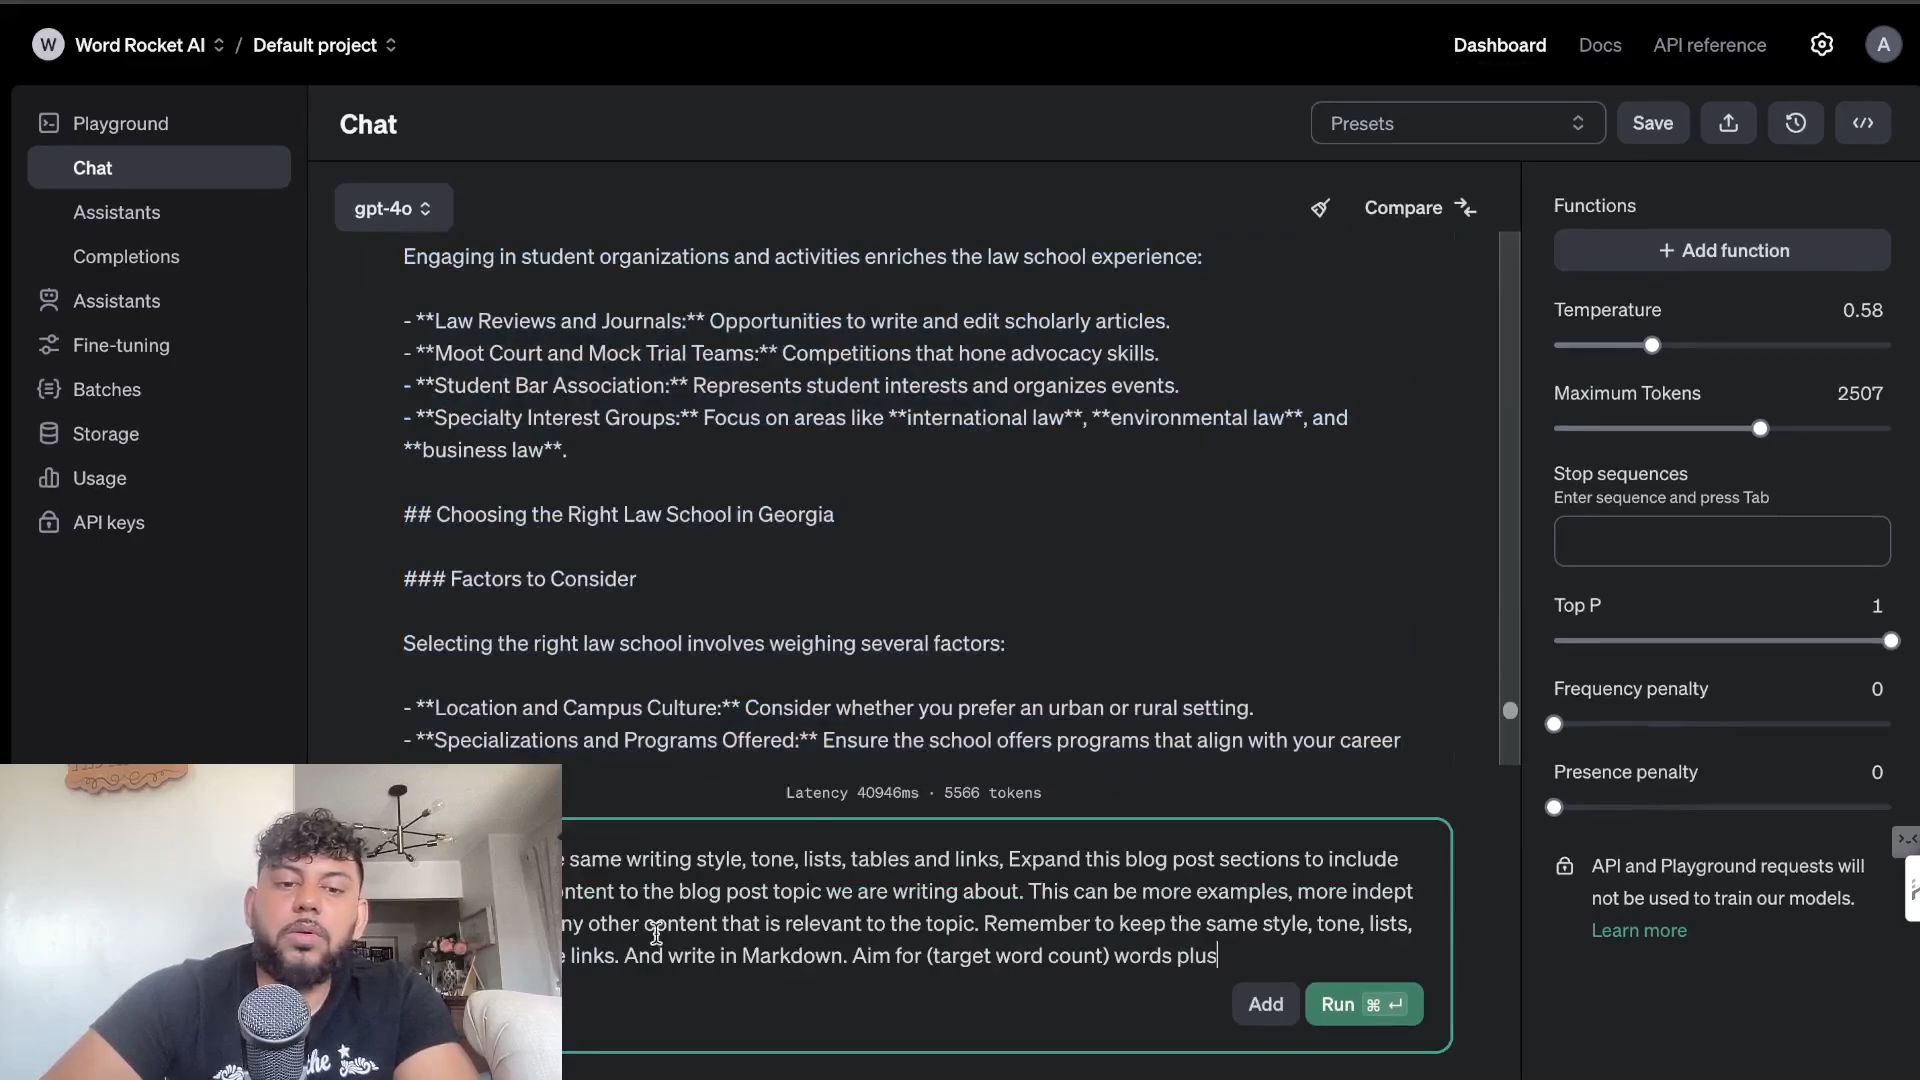 W Word Rocket AI / Default project
Dashboard Docs API reference A
Playground
Chat
Assistants
Completions
Assistants
Fine-tuning
Batches
Storage
Usage
API keys
Chat
Presets
Save
gpt-4o
Compare
Engaging in student organizations and activities enriches the law school experience:
- **Law Reviews and Journals:** Opportunities to write and edit scholarly articles.
- **Moot Court and Mock Trial Teams:** Competitions that hone advocacy skills.
- **Student Bar Association:** Represents student interests and organizes events.
- **Specialty Interest Groups:** Focus on areas like **international law**, **environmental law**, and
**business law**.
## Choosing the Right Law School in Georgia
### Factors to Consider
Selecting the right law school involves weighing several factors:
- **Location and Campus Culture:** Consider whether you prefer an urban or rural setting.
- **Specializations and Programs Offered:** Ensure the school offers programs that align with your career
Latency 40946ms · 5566 tokens
same writing style, tone, lists, tables and links, Expand this blog post sections to include
ontent to the blog post topic we are writing about. This can be more examples, more indept
ny other content that is relevant to the topic. Remember to keep the same style, tone, lists,
e links. And write in Markdown. Aim for (target word count) words plus
Add
Run ⌘ ↵
Functions
+ Add function
Temperature 0.58
Maximum Tokens 2507
Stop sequences
Enter sequence and press Tab
Top P 1
Frequency penalty 0
Presence penalty 0
API and Playground requests will
not be used to train our models.
Learn more